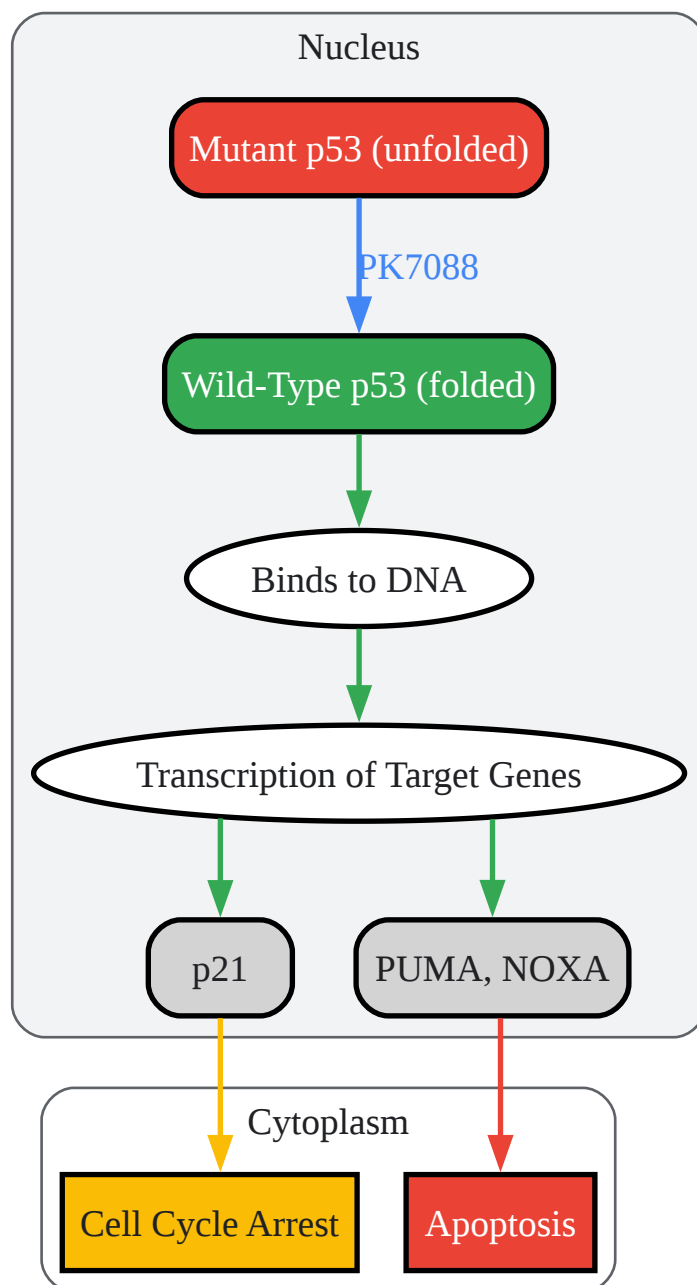 Nucleus
Mutant p53 (unfolded)
PK7088
Wild-Type p53 (folded)
Binds to DNA
Transcription of Target Genes
p21
PUMA, NOXA
Cytoplasm
Cell Cycle Arrest
Apoptosis